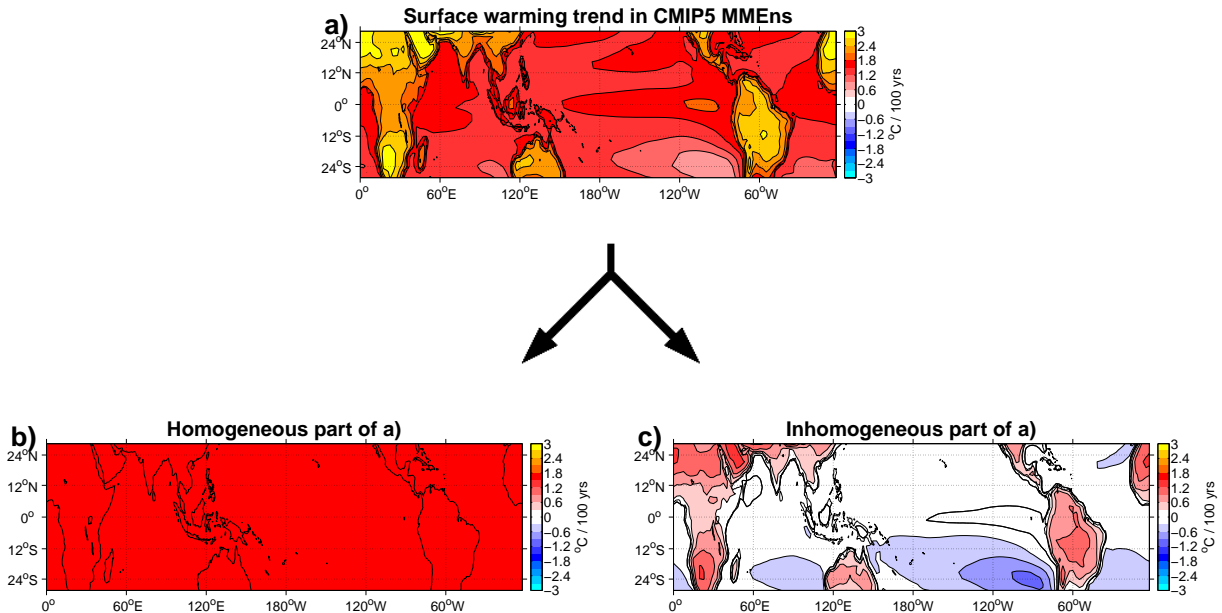 a) Surface warming trend in CMIP5 MMEns
24°N
12°N
0°
12°S
24°S
0° 60°E 120°E 180°W 120°W 60°W
3
2.4
1.8
1.2
0.6
0
−0.6
−1.2
−1.8
−2.4
−3
°C / 100 yrs
b) Homogeneous part of a)
24°N
12°N
0°
12°S
24°S
0° 60°E 120°E 180°W 120°W 60°W
3
2.4
1.8
1.2
0.6
0
−0.6
−1.2
−1.8
−2.4
−3
°C / 100 yrs
c) Inhomogeneous part of a)
24°N
12°N
0°
12°S
24°S
0° 60°E 120°E 180°W 120°W 60°W
3
2.4
1.8
1.2
0.6
0
−0.6
−1.2
−1.8
−2.4
−3
°C / 100 yrs